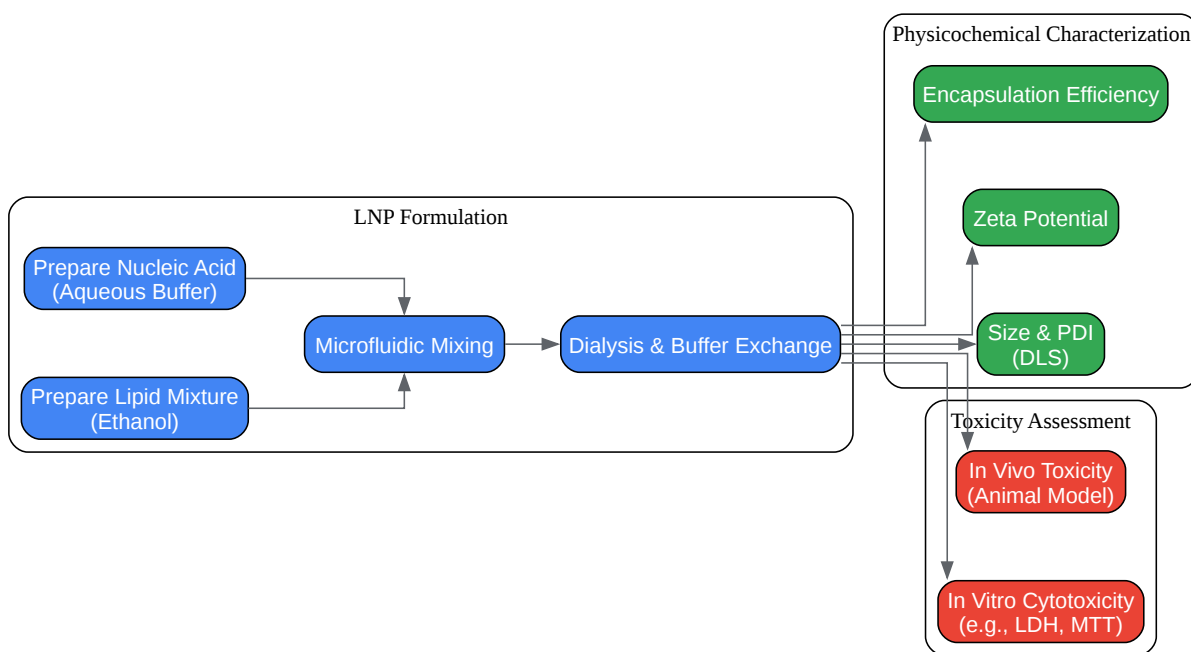 LNP Formulation
Prepare Nucleic Acid
(Aqueous Buffer)
Prepare Lipid Mixture
(Ethanol)
Microfluidic Mixing
Dialysis & Buffer Exchange
Physicochemical Characterization
Encapsulation Efficiency
Zeta Potential
Size & PDI
(DLS)
Toxicity Assessment
In Vivo Toxicity
(Animal Model)
In Vitro Cytotoxicity
(e.g., LDH, MTT)